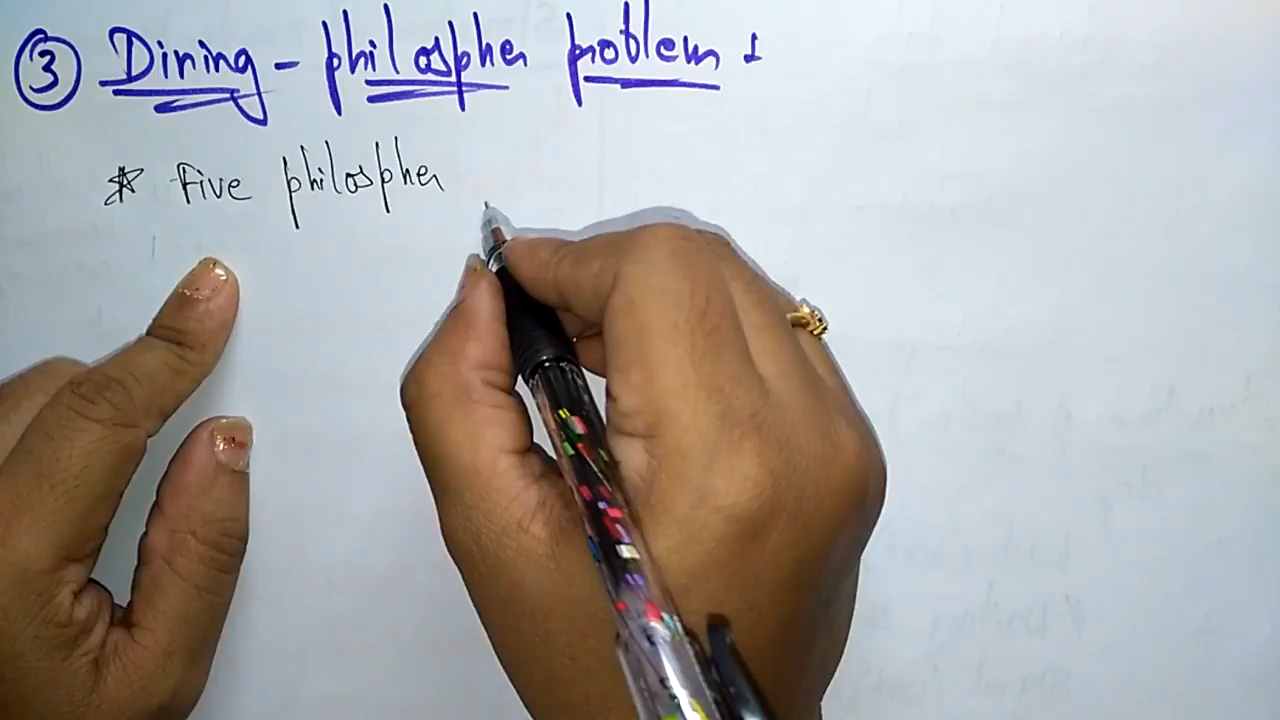 ③ Dining - philospher problem :
* Five philospher